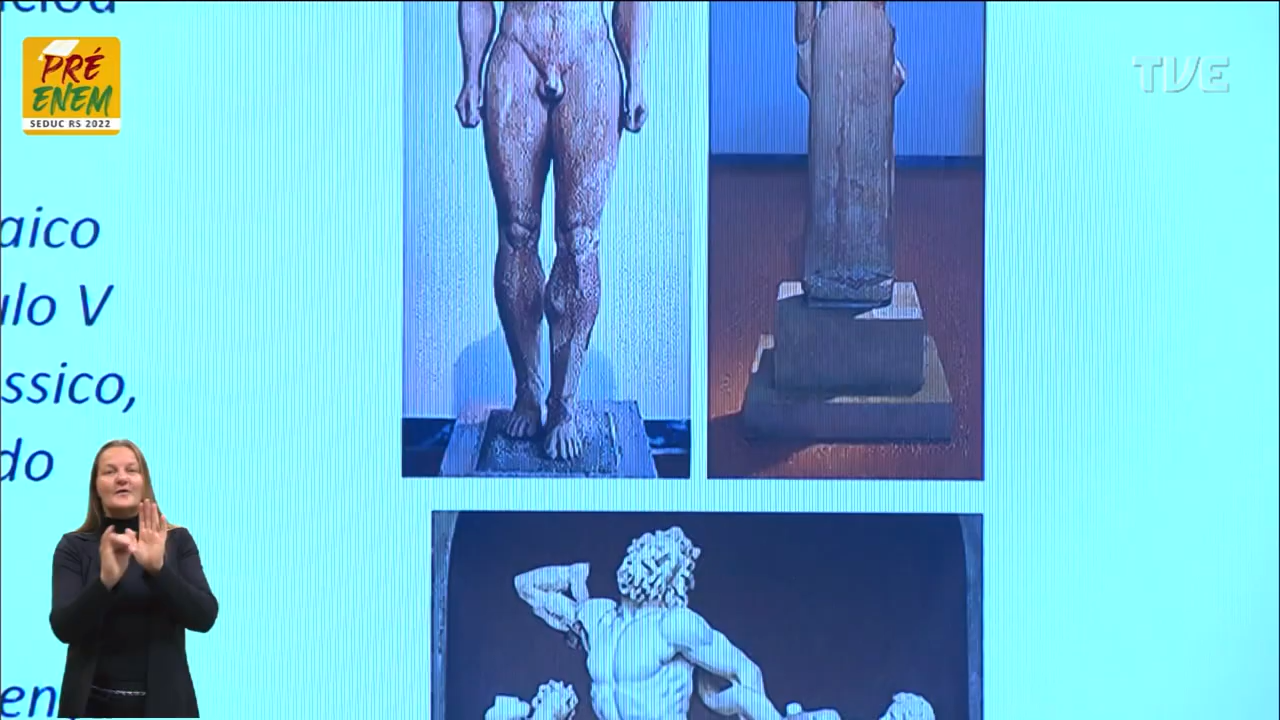 PRÉ
ENEM
SEDUC RS 2022
TVE
aico
ulo V
ssico,
do